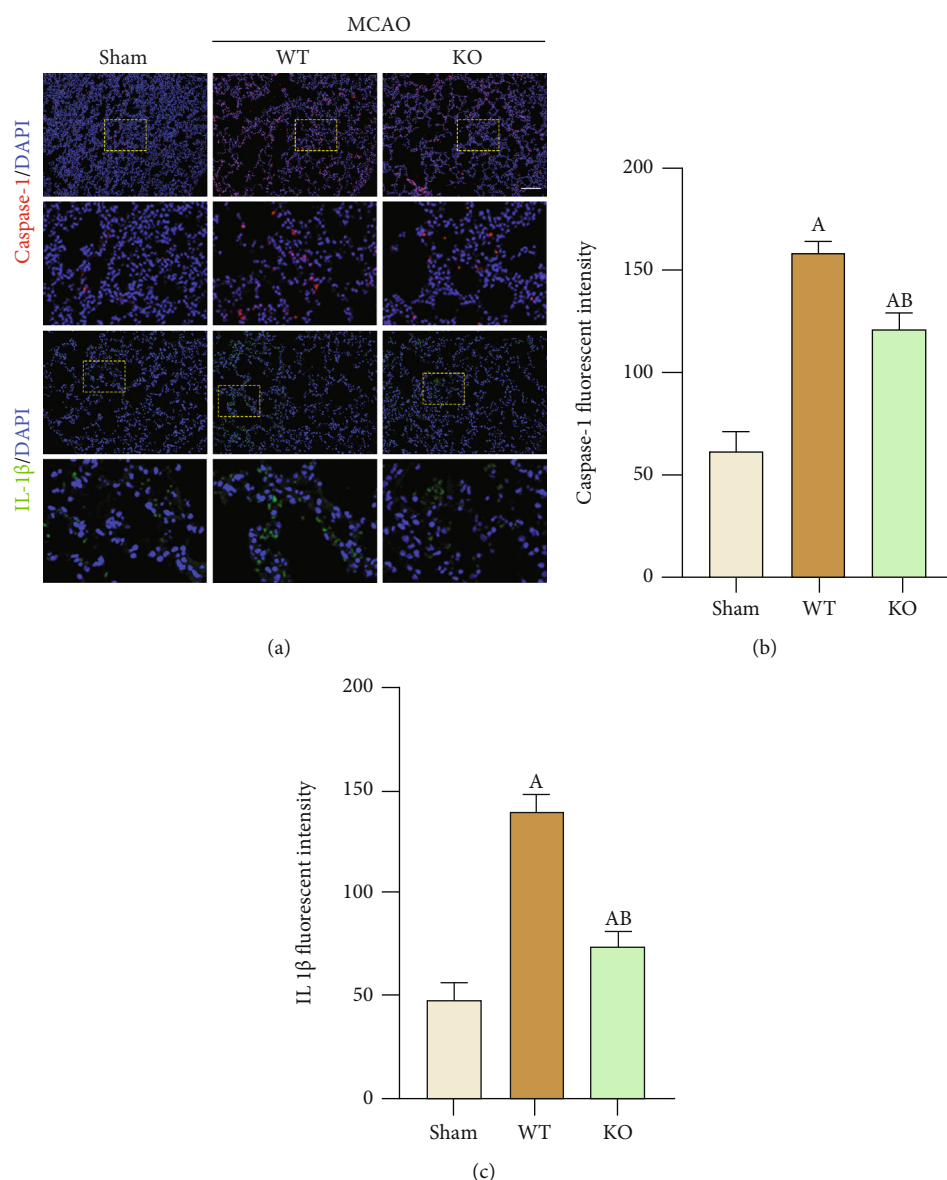 MCAO
Sham WT KO
Caspase-1/DAPI
IL-1β/DAPI
(a)
Caspase-1 fluorescent intensity
200
150
100
50
0
A
AB
Sham WT KO
(b)
IL 1β fluorescent intensity
200
150
100
50
0
A
AB
Sham WT KO
(c)